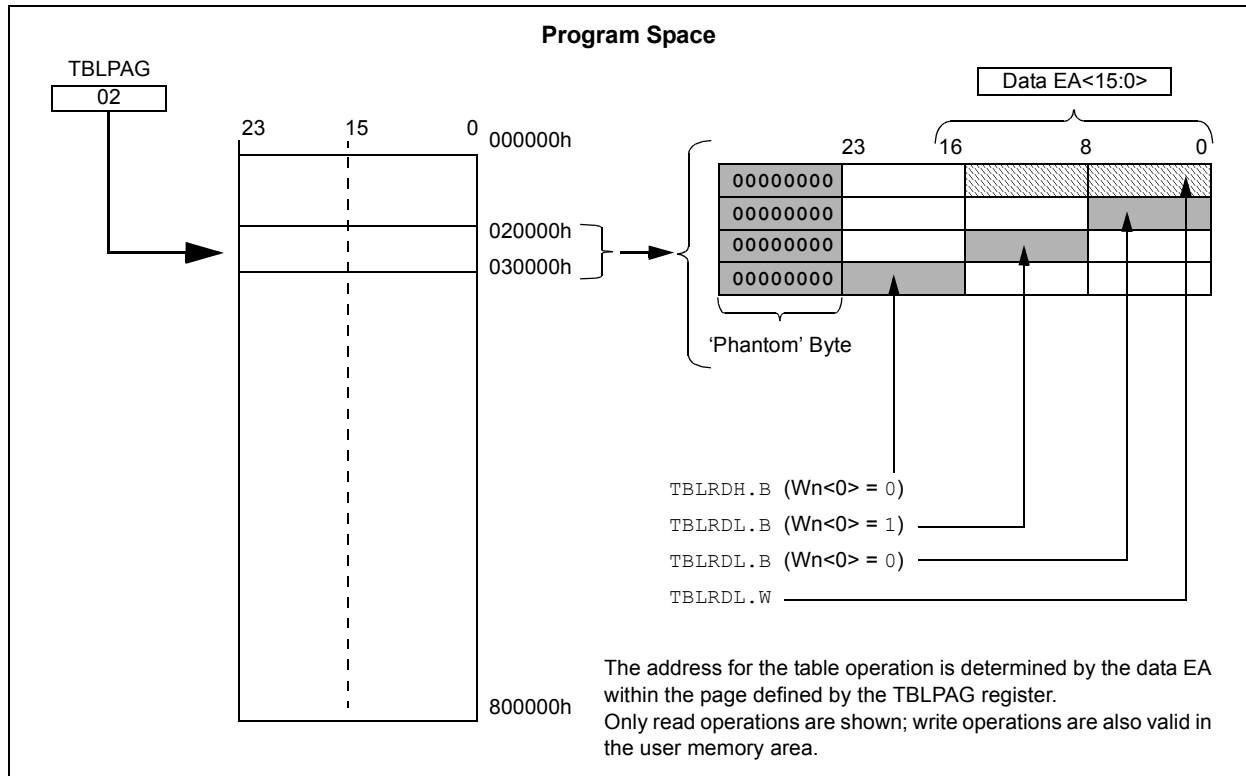 Program Space
TBLPAG
02
23 15 0
000000h
020000h
030000h
800000h
Data EA<15:0>
23 16 8 0
00000000
00000000
00000000
00000000
‘Phantom’ Byte
TBLRDH.B (Wn<0> = 0)
TBLRDL.B (Wn<0> = 1)
TBLRDL.B (Wn<0> = 0)
TBLRDL.W
The address for the table operation is determined by the data EA
within the page defined by the TBLPAG register.
Only read operations are shown; write operations are also valid in
the user memory area.